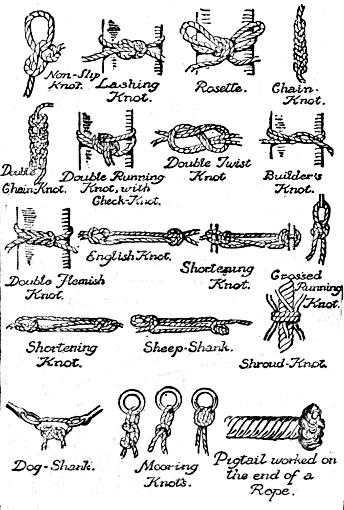 Non-Slip
Knot.
Lashing
Knot.
Rosette.
Chain-
Knot.
Double
Chain-Knot.
Double Running
Knot, with
Check-Knot.
Double Twist
Knot
Builder's
Knot.
Double Flemish
Knot.
English Knot.
Shortening
Knot.
Crossed
Running
Knot.
Shortening
Knot.
Sheep-Shank.
Shroud-Knot.
Dog-Shank.
Mooring
Knots.
Pigtail worked on
the end of a
Rope.